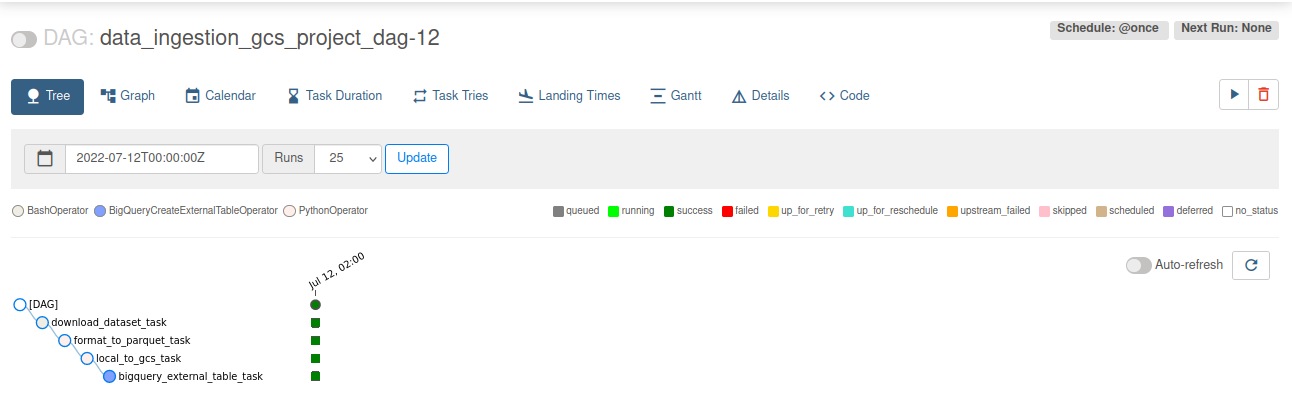 DAG: data_ingestion_gcs_project_dag-12
Schedule: @once Next Run: None
Tree Graph Calendar Task Duration Task Tries Landing Times Gantt Details Code
2022-07-12T00:00:00Z Runs 25 Update
BashOperator BigQueryCreateExternalTableOperator PythonOperator queued running success failed up_for_retry up_for_reschedule upstream_failed skipped scheduled deferred no_status
Auto-refresh
Jul 12, 02:00
[DAG]
download_dataset_task
format_to_parquet_task
local_to_gcs_task
bigquery_external_table_task